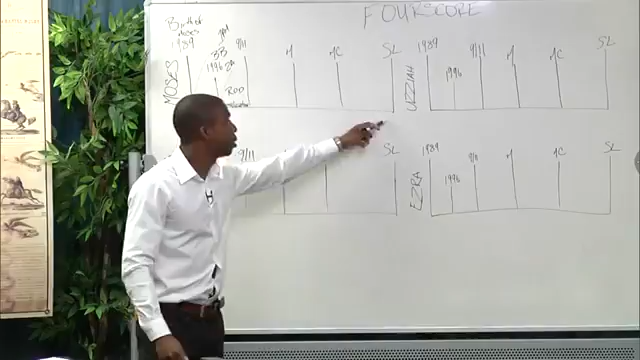 FOURSCORE
Birth of
Moses
1989
9/11
M
MC
SL
MOSES
ROD
1989
9/11
M
MC
SL
1996
UZZIAH
9/11
SL
1989
9/11
M
MC
SL
1996
EZRA